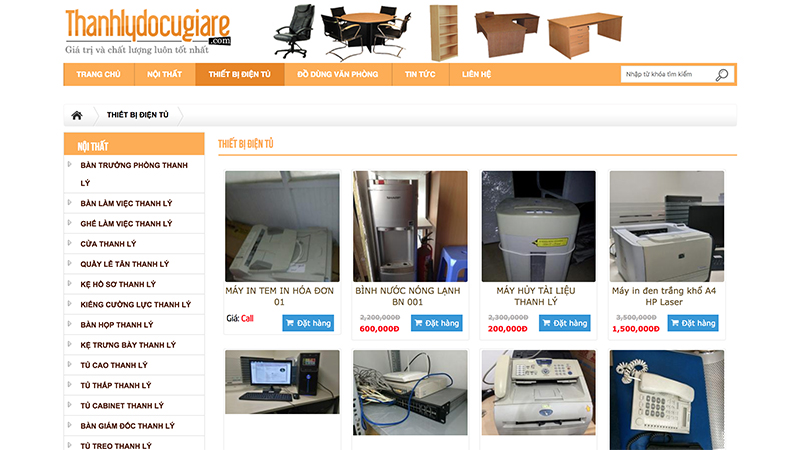 Thanhlydocugiare
.com
Giá trị và chất lượng luôn tốt nhất
TRANG CHỦ
NỘI THẤT
THIẾT BỊ ĐIỆN TỦ
ĐỒ DÙNG VĂN PHÒNG
TIN TỨC
LIÊN HỆ
Nhập từ khóa tìm kiếm
THIẾT BỊ ĐIỆN TỦ
NỘI THẤT
BÀN TRƯỞNG PHÒNG THANH
LÝ
BÀN LÀM VIỆC THANH LÝ
GHẾ LÀM VIỆC THANH LÝ
CỬA THANH LÝ
QUẦY LỄ TÂN THANH LÝ
KỆ HỒ SƠ THANH LÝ
KIẾNG CƯỜNG LỰC THANH LÝ
BÀN HỌP THANH LÝ
KỆ TRƯNG BÀY THANH LÝ
TỦ CAO THANH LÝ
TỦ THẤP THANH LÝ
TỦ CABINET THANH LÝ
BÀN GIÁM ĐỐC THANH LÝ
TỦ TREO THANH LÝ
THIẾT BỊ ĐIỆN TỦ
MÁY IN TEM IN HÓA ĐƠN
01
Giá: Call
Đặt hàng
BÌNH NƯỚC NÓNG LẠNH
BN 001
2,200,000Đ
600,000Đ
Đặt hàng
MÁY HỦY TÀI LIỆU
THANH LÝ
2,300,000Đ
200,000Đ
Đặt hàng
Máy in đen trắng khổ A4
HP Laser
3,500,000Đ
1,500,000Đ
Đặt hàng